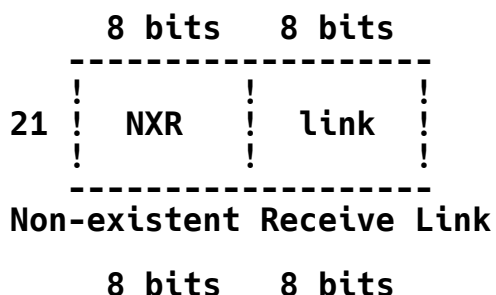 8 bits   8 bits
-------------------
!        !        !
21 !  NXR   !  link  !
!        !        !
-------------------
Non-existent Receive Link
8 bits   8 bits